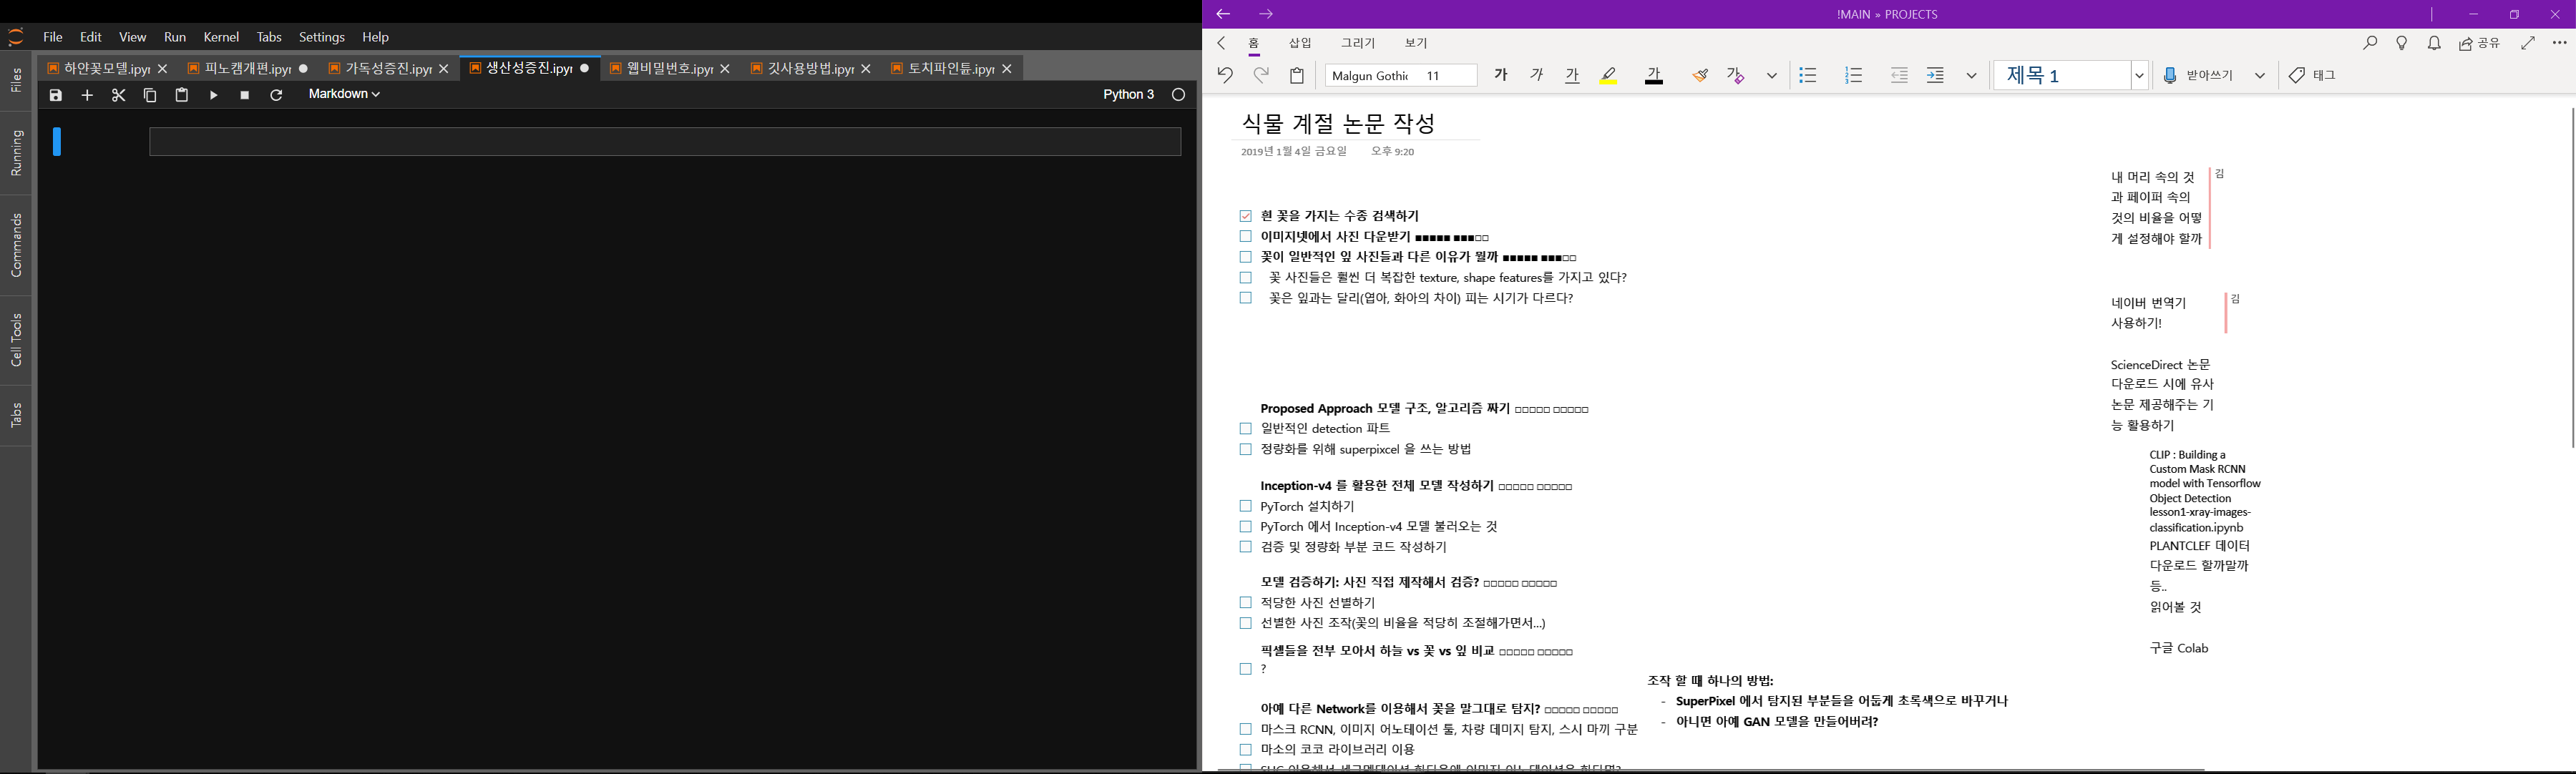 File Edit View Run Kernel Tabs Settings Help
하얀꽃모델.ipyr 피노캠개편.ipyr 가독성증진.ipyr 생산성증진.ipyr 웹비밀번호.ipyr 깃사용방법.ipyr 토치파인튠.ipyr
Markdown Python 3
Files
Running
Commands
Cell Tools
Tabs
!MAIN » PROJECTS
홈 삽입 그리기 보기 공유
Malgun Gothic 11 가 가 가 가 가 제목 1 받아쓰기 태그
식물 계절 논문 작성
2019년 1월 4일 금요일 오후 9:20
흰 꽃을 가지는 수종 검색하기
이미지넷에서 사진 다운받기 ■■■■■ ■■■□□
꽃이 일반적인 잎 사진들과 다른 이유가 뭘까 ■■■■■ ■■■□□
꽃 사진들은 훨씬 더 복잡한 texture, shape features를 가지고 있다?
꽃은 잎과는 달리(엽아, 화아의 차이) 피는 시기가 다르다?
Proposed Approach 모델 구조, 알고리즘 짜기 □□□□□ □□□□□
일반적인 detection 파트
정량화를 위해 superpixcel 을 쓰는 방법
Inception-v4 를 활용한 전체 모델 작성하기 □□□□□ □□□□□
PyTorch 설치하기
PyTorch 에서 Inception-v4 모델 불러오는 것
검증 및 정량화 부분 코드 작성하기
모델 검증하기: 사진 직접 제작해서 검증? □□□□□ □□□□□
적당한 사진 선별하기
선별한 사진 조작(꽃의 비율을 적당히 조절해가면서...)
픽셀들을 전부 모아서 하늘 vs 꽃 vs 잎 비교 □□□□□ □□□□□
?
아예 다른 Network를 이용해서 꽃을 말그대로 탐지? □□□□□ □□□□□
마스크 RCNN, 이미지 어노테이션 툴, 차량 데미지 탐지, 스시 마끼 구분
마소의 코코 라이브러리 이용
조작 할 때 하나의 방법:
- SuperPixel 에서 탐지된 부분들을 어둡게 초록색으로 바꾸거나
- 아니면 아예 GAN 모델을 만들어버려?
내 머리 속의 것 김
과 페이퍼 속의
것의 비율을 어떻
게 설정해야 할까
네이버 번역기 김
사용하기!
ScienceDirect 논문
다운로드 시에 유사
논문 제공해주는 기
능 활용하기
CLIP : Building a
Custom Mask RCNN
model with Tensorflow
Object Detection
lesson1-xray-images-
classification.ipynb
PLANTCLEF 데이터
다운로드 할까말까
등..
읽어볼 것
구글 Colab